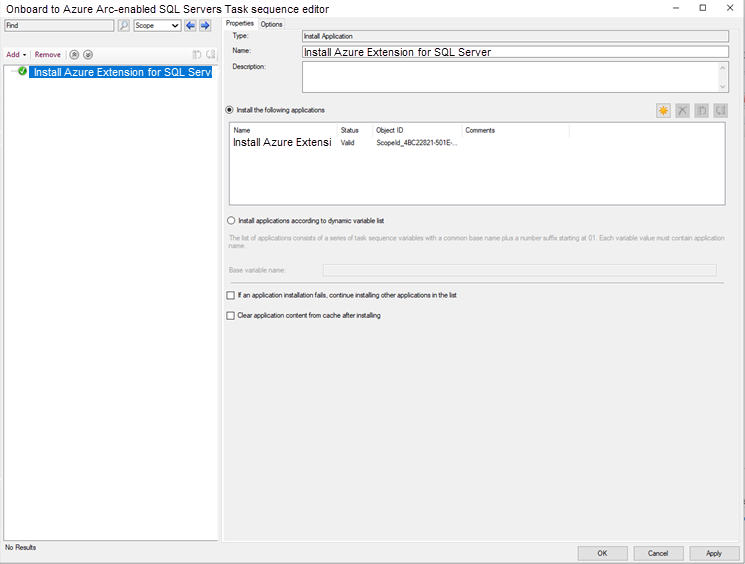 Onboard to Azure Arc-enabled SQL Servers Task sequence editor
Find
Scope
Add
Remove
Install Azure Extension for SQL Serv
No Results
Properties
Options
Type:
Install Application
Name:
Install Azure Extension for SQL Server
Description:
Install the following applications
Name Status Object ID Comments
Install Azure Extensi Valid ScopeId_4BC22821-501E-...
Install applications according to dynamic variable list
The list of applications consists of a series of task sequence variables with a common base name plus a number suffix starting at 01. Each variable value must contain application
name.
Base variable name:
If an application installation fails, continue installing other applications in the list
Clear application content from cache after installing
OK
Cancel
Apply